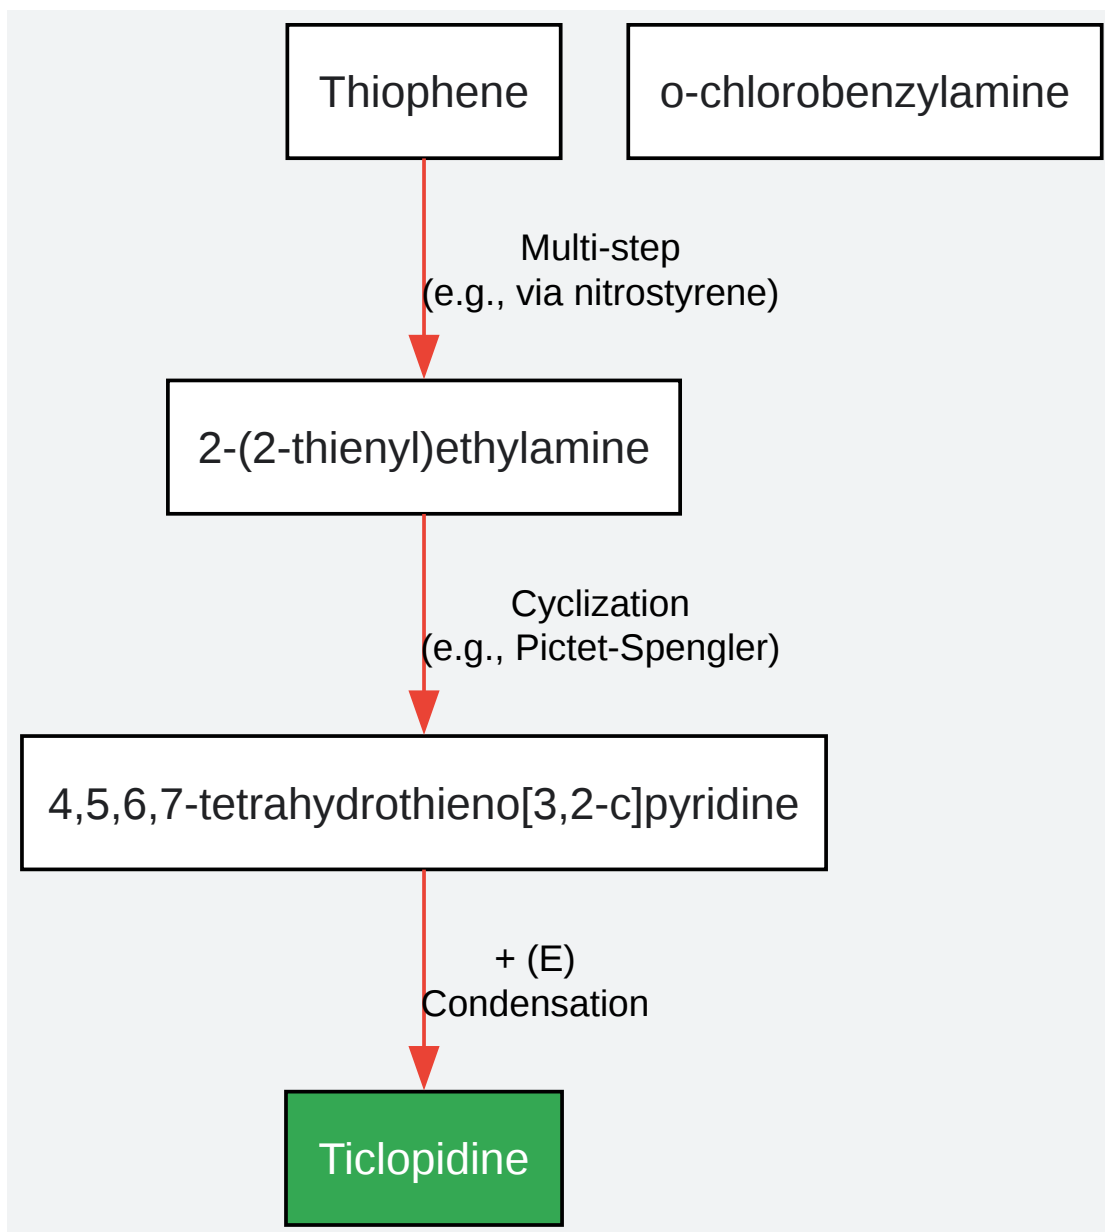 Thiophene
o-chlorobenzylamine
Multi-step
(e.g., via nitrostyrene)
2-(2-thienyl)ethylamine
Cyclization
(e.g., Pictet-Spengler)
4,5,6,7-tetrahydrothieno[3,2-c]pyridine
+ (E)
Condensation
Ticlopidine